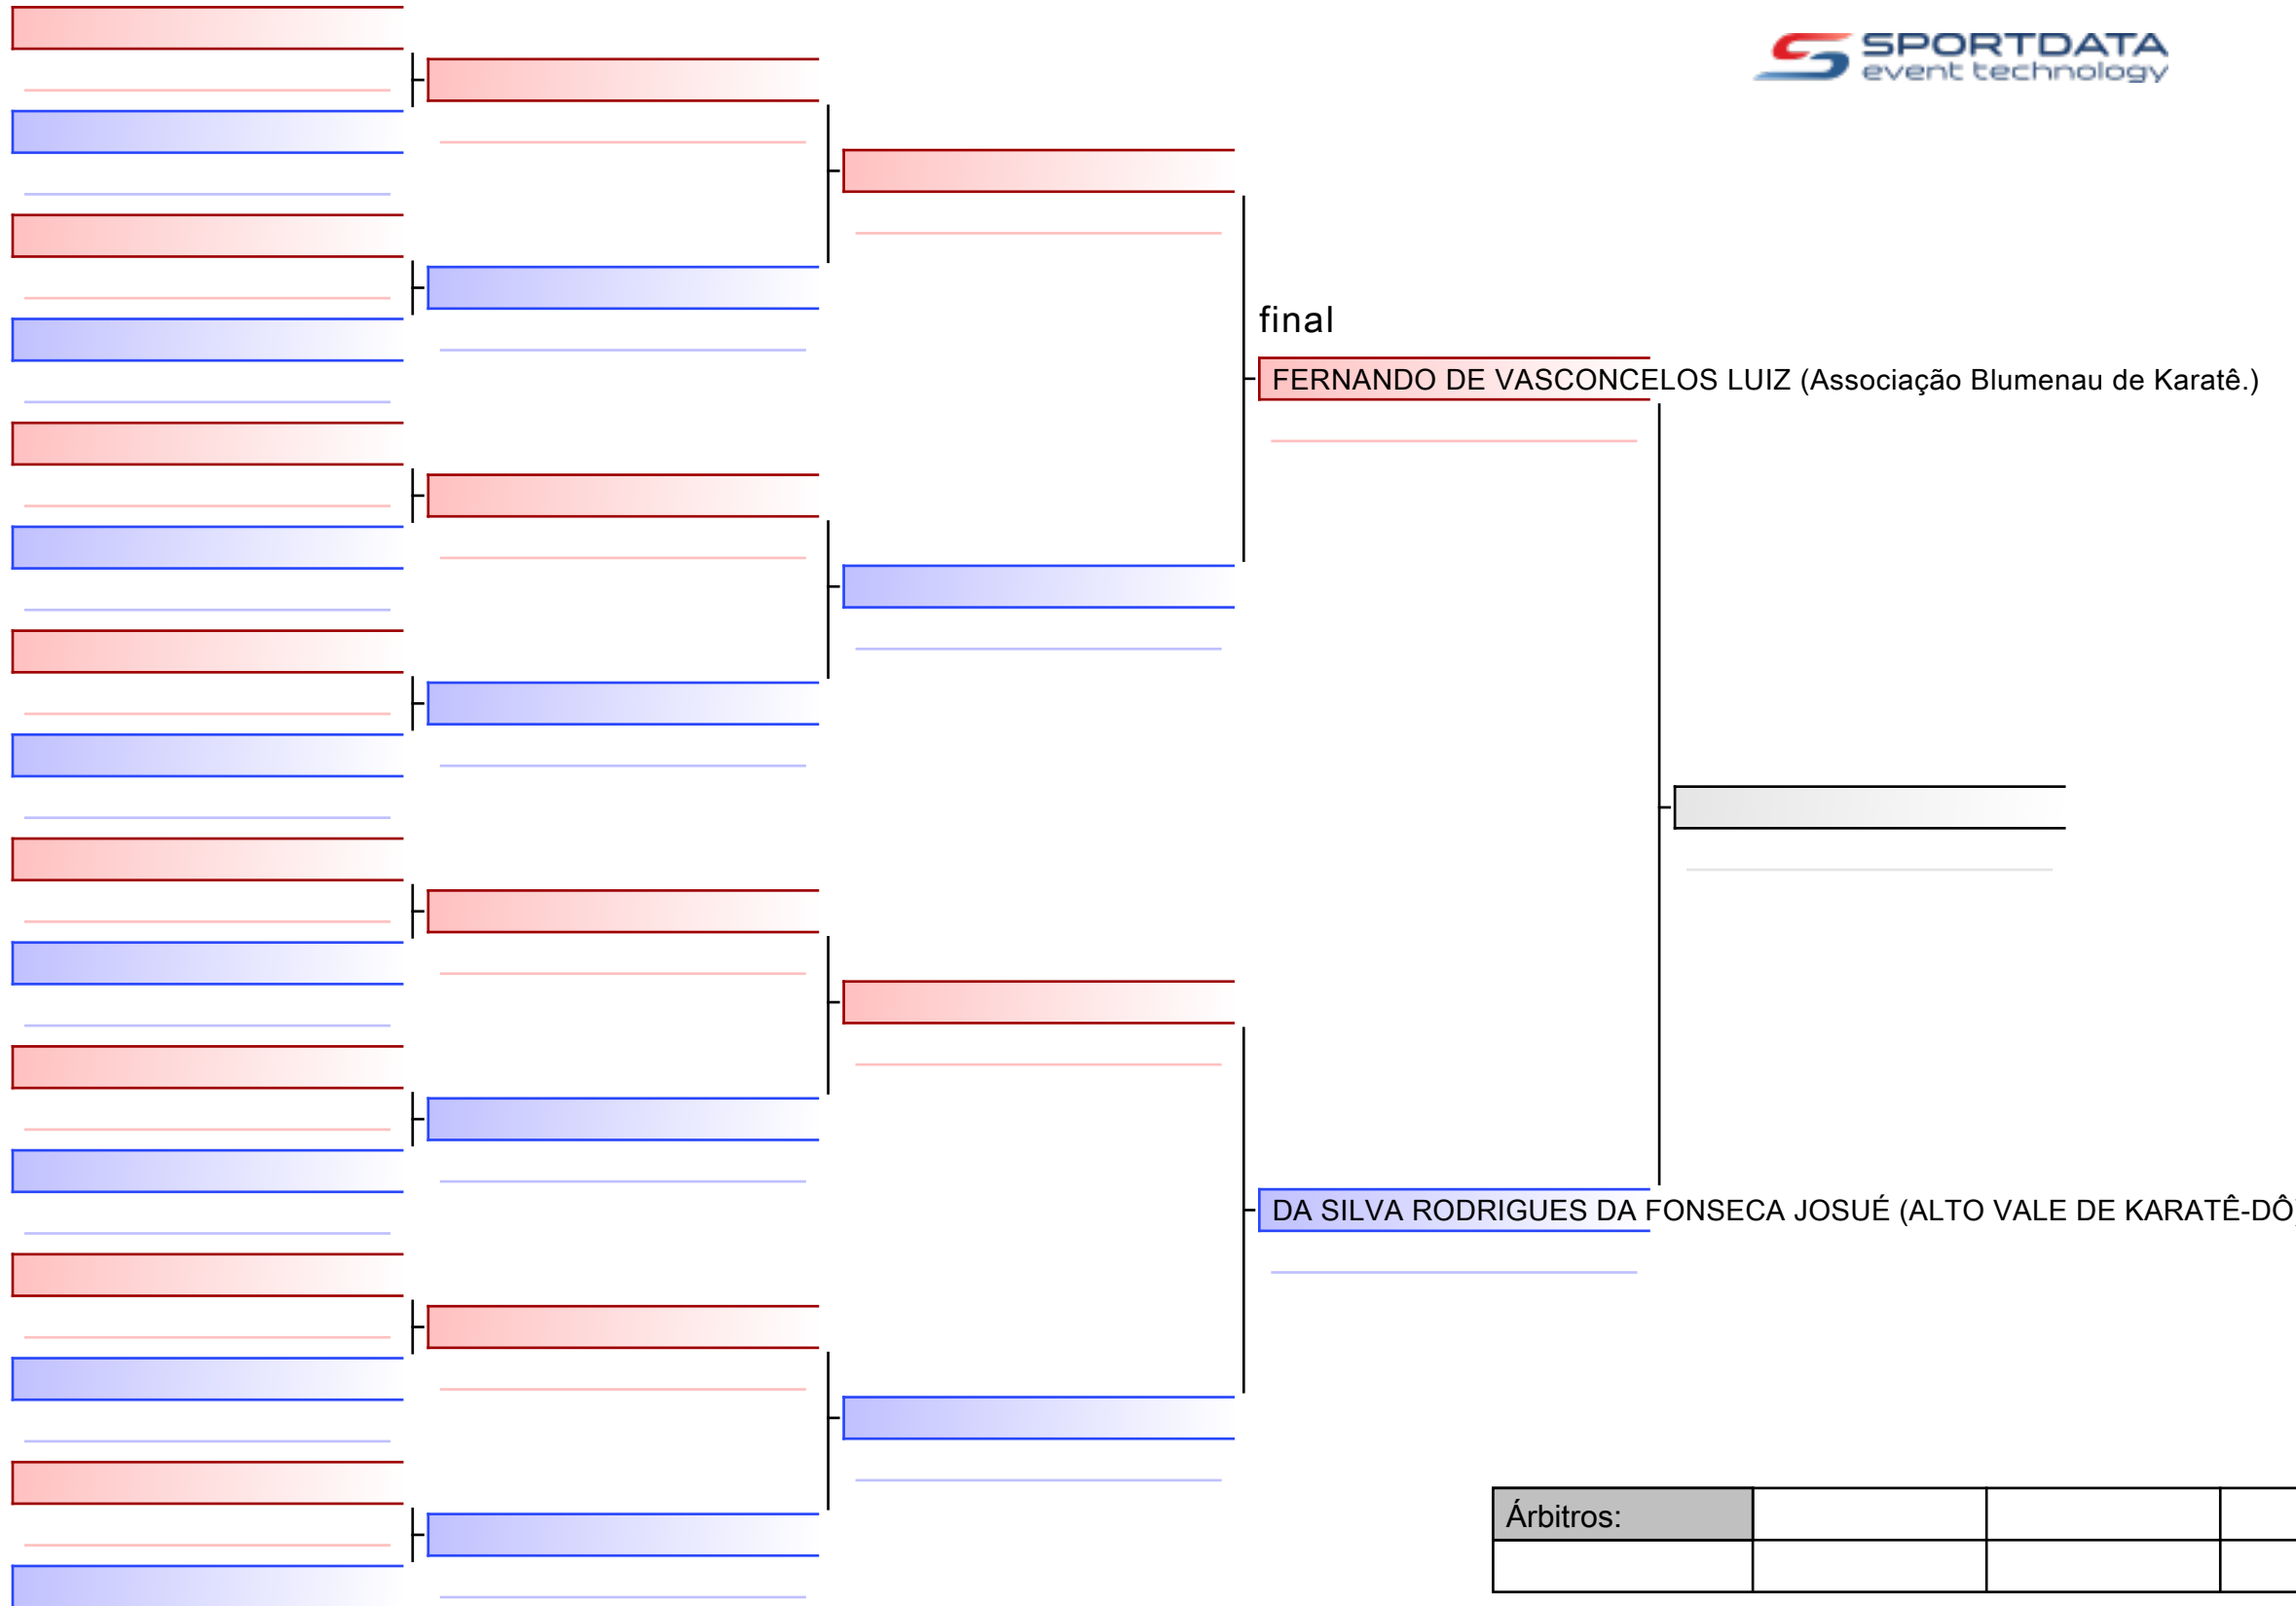 SPORTDATA
event technology
final
FERNANDO DE VASCONCELOS LUIZ (Associação Blumenau de Karatê.)
DA SILVA RODRIGUES DA FONSECA JOSUÉ (ALTO VALE DE KARATÊ-DÔ)
Árbitros: